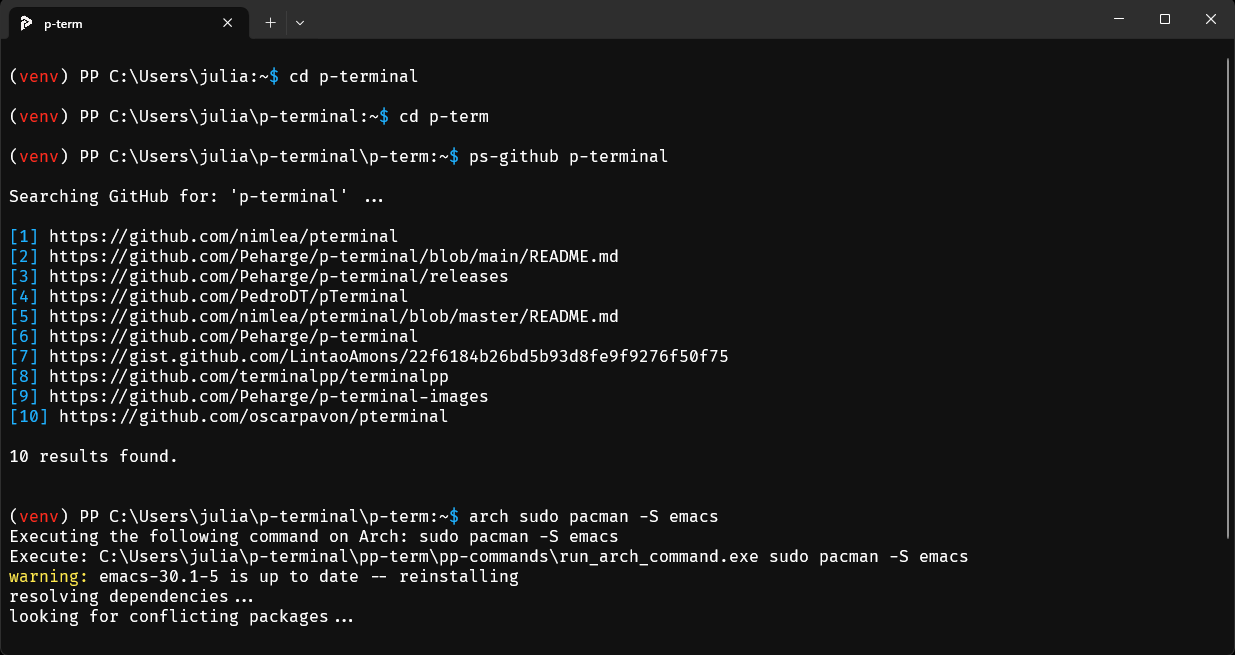 p-term
(venv) PP C:\Users\julia:~$ cd p-terminal
(venv) PP C:\Users\julia\p-terminal:~$ cd p-term
(venv) PP C:\Users\julia\p-terminal\p-term:~$ ps-github p-terminal
Searching GitHub for: 'p-terminal' ...
[1] https://github.com/nimlea/pterminal
[2] https://github.com/Peharge/p-terminal/blob/main/README.md
[3] https://github.com/Peharge/p-terminal/releases
[4] https://github.com/PedroDT/pTerminal
[5] https://github.com/nimlea/pterminal/blob/master/README.md
[6] https://github.com/Peharge/p-terminal
[7] https://gist.github.com/LintaoAmons/22f6184b26bd5b93d8fe9f9276f50f75
[8] https://github.com/terminalpp/terminalpp
[9] https://github.com/Peharge/p-terminal-images
[10] https://github.com/oscarpavon/pterminal
10 results found.
(venv) PP C:\Users\julia\p-terminal\p-term:~$ arch sudo pacman -S emacs
Executing the following command on Arch: sudo pacman -S emacs
Execute: C:\Users\julia\p-terminal\pp-term\pp-commands\run_arch_command.exe sudo pacman -S emacs
warning: emacs-30.1-5 is up to date -- reinstalling
resolving dependencies...
looking for conflicting packages...